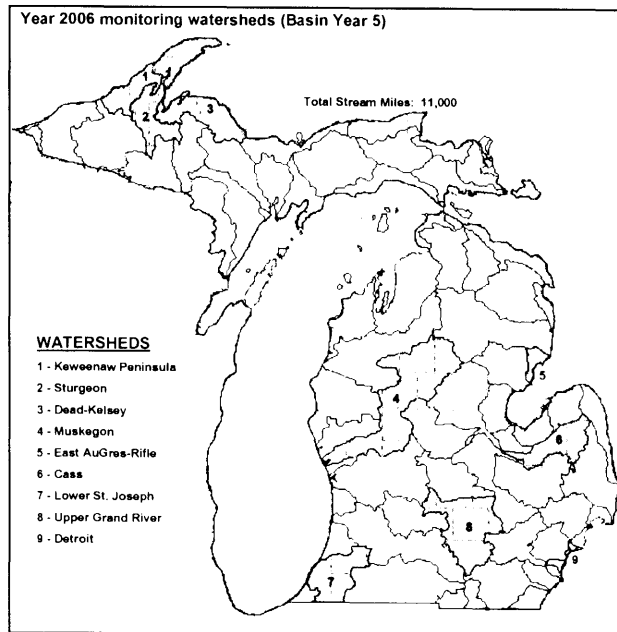 Year 2006 monitoring watersheds (Basin Year 5)
Total Stream Miles: 11,000
1
1
2
3
4
5
6
7
8
9
WATERSHEDS
1 - Keweenaw Peninsula
2 - Sturgeon
3 - Dead-Kelsey
4 - Muskegon
5 - East AuGres-Rifle
6 - Cass
7 - Lower St. Joseph
8 - Upper Grand River
9 - Detroit